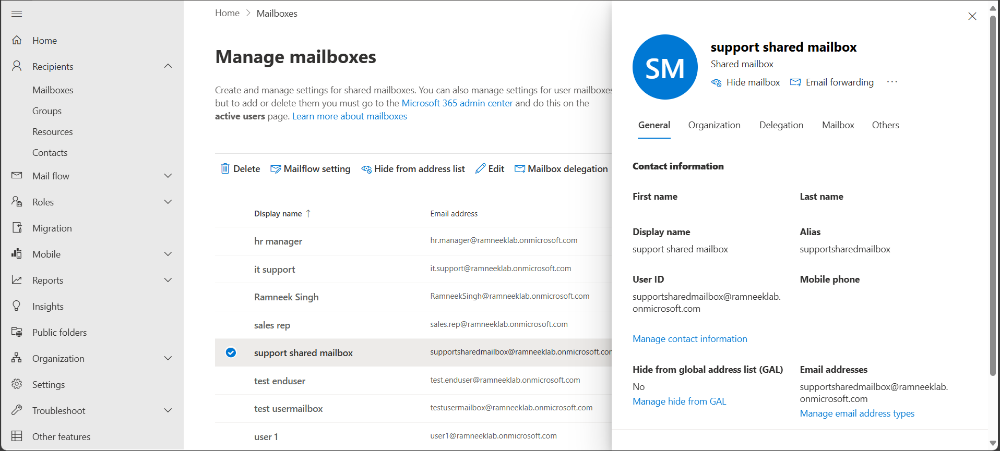 Home
Recipients
Mailboxes
Groups
Resources
Contacts
Mail flow
Roles
Migration
Mobile
Reports
Insights
Public folders
Organization
Settings
Troubleshoot
Other features
Home > Mailboxes
Manage mailboxes
Create and manage settings for shared mailboxes. You can also manage settings for user mailboxes
but to add or delete them you must go to the Microsoft 365 admin center and do this on the
active users page. Learn more about mailboxes
Delete Mailflow setting Hide from address list Edit Mailbox delegation
Display name ↑ Email address
hr manager hr.manager@ramneeklab.onmicrosoft.com
it support it.support@ramneeklab.onmicrosoft.com
Ramneek Singh RamneekSingh@ramneeklab.onmicrosoft.com
sales rep sales.rep@ramneeklab.onmicrosoft.com
support shared mailbox supportsharedmailbox@ramneeklab.onmicrosoft.cor
test enduser test.enduser@ramneeklab.onmicrosoft.com
test usermailbox testusermailbox@ramneeklab.onmicrosoft.com
user 1 user1@ramneeklab.onmicrosoft.com
SM
support shared mailbox
Shared mailbox
Hide mailbox Email forwarding ...
General Organization Delegation Mailbox Others
Contact information
First name Last name
Display name Alias
support shared mailbox supportsharedmailbox
User ID Mobile phone
supportsharedmailbox@ramneeklab.
onmicrosoft.com
Manage contact information
Hide from global address list (GAL)
No
Manage hide from GAL
Email addresses
supportsharedmailbox@ramneeklab.
onmicrosoft.com
Manage email address types